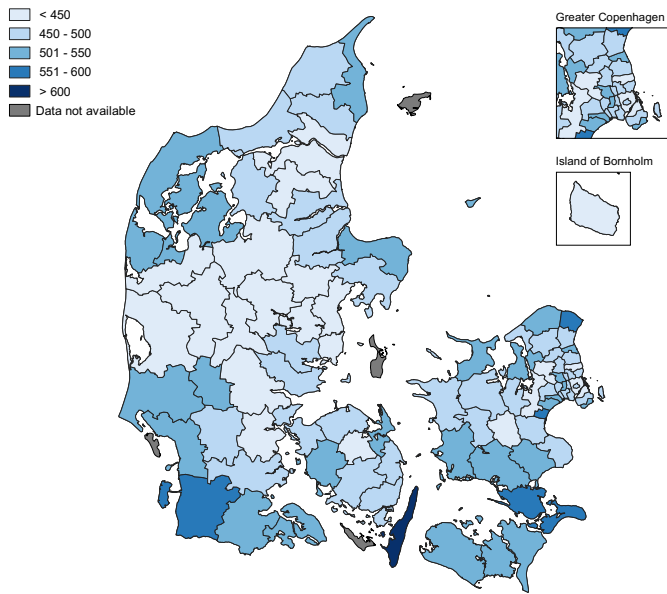 < 450
450 - 500
501 - 550
551 - 600
> 600
Data not available
Greater Copenhagen
Island of Bornholm